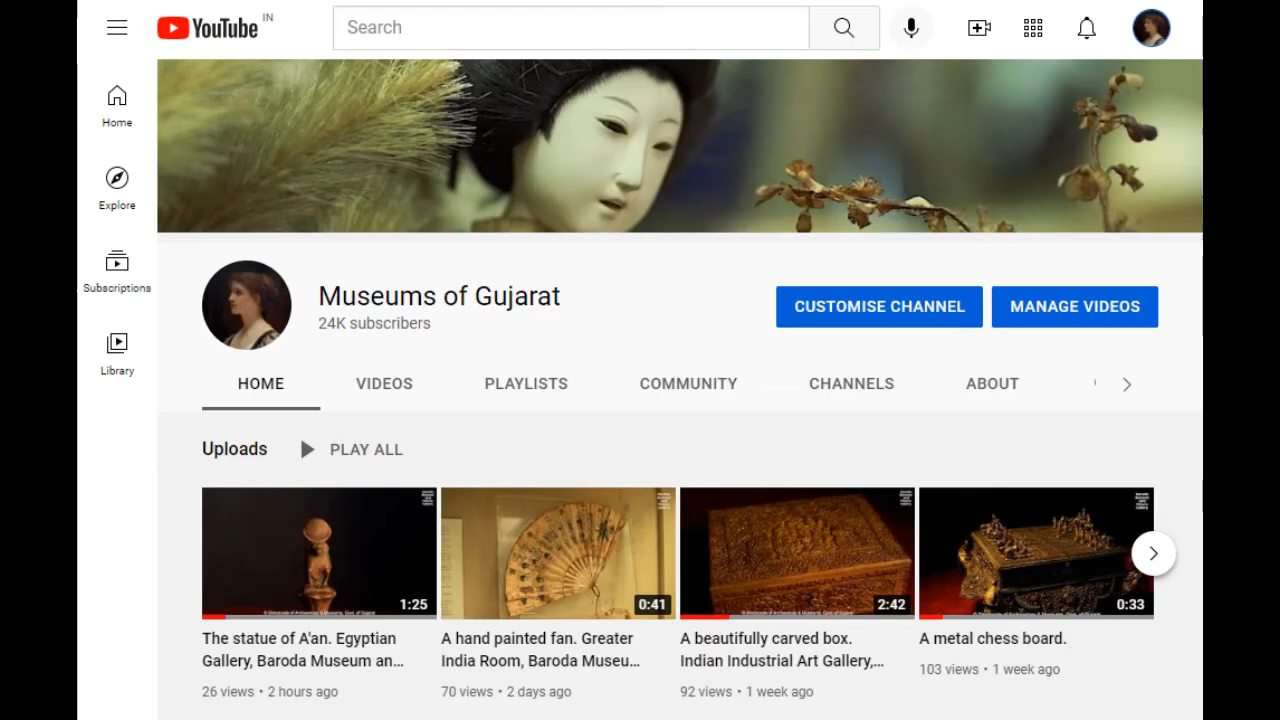 YouTube IN
Search
Home
Explore
Subscriptions
Library
Museums of Gujarat
24K subscribers
CUSTOMISE CHANNEL
MANAGE VIDEOS
HOME VIDEOS PLAYLISTS COMMUNITY CHANNELS ABOUT
Uploads PLAY ALL
1:25
0:41
2:42
0:33
The statue of A'an. Egyptian
Gallery, Baroda Museum an...
26 views • 2 hours ago
A hand painted fan. Greater
India Room, Baroda Museu...
70 views • 2 days ago
A beautifully carved box.
Indian Industrial Art Gallery,...
92 views • 1 week ago
A metal chess board.
103 views • 1 week ago